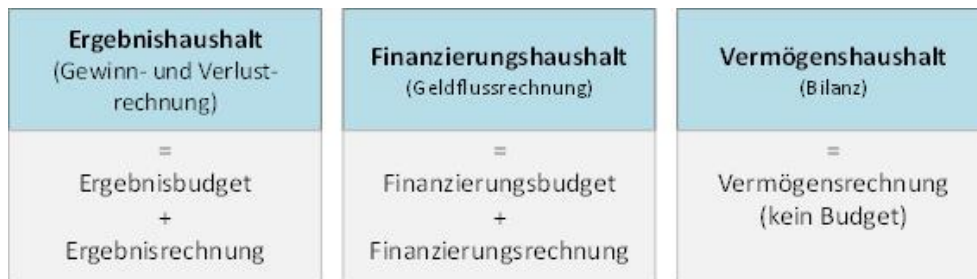 Ergebnishaushalt
(Gewinn- und Verlust-
rechnung)
=
Ergebnisbudget
+
Ergebnisrechnung
Finanzierungshaushalt
(Geldflussrechnung)
=
Finanzierungsbudget
+
Finanzierungsrechnung
Vermögenshaushalt
(Bilanz)
=
Vermögensrechnung
(kein Budget)